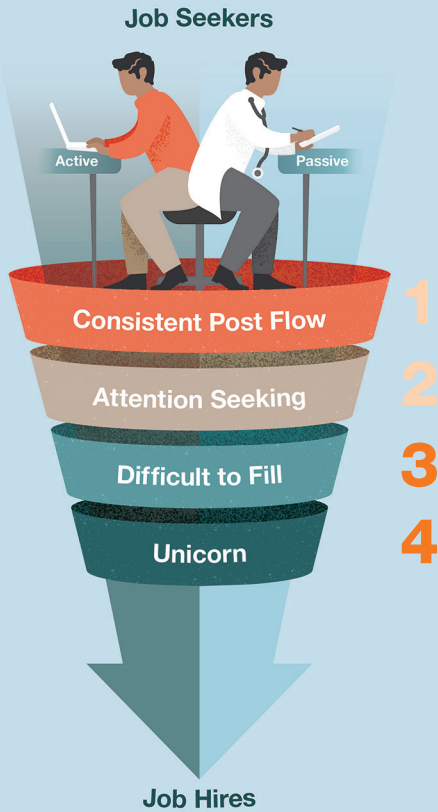 Job Seekers
Active
Passive
Consistent Post Flow
1
Attention Seeking
2
Difficult to Fill
3
Unicorn
4
Job Hires